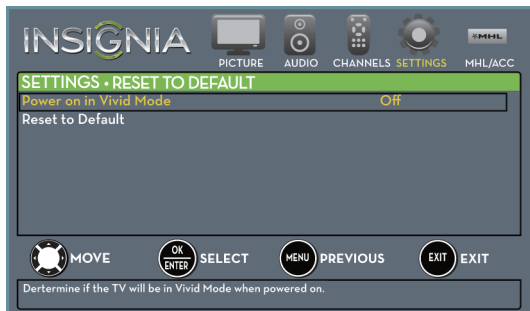 INSIGNIA
PICTURE AUDIO CHANNELS SETTINGS MHL/ACC
MHL
SETTINGS • RESET TO DEFAULT
Power on in Vivid Mode Off
Reset to Default
MOVE OK ENTER SELECT MENU PREVIOUS EXIT EXIT
Dertermine if the TV will be in Vivid Mode when powered on.